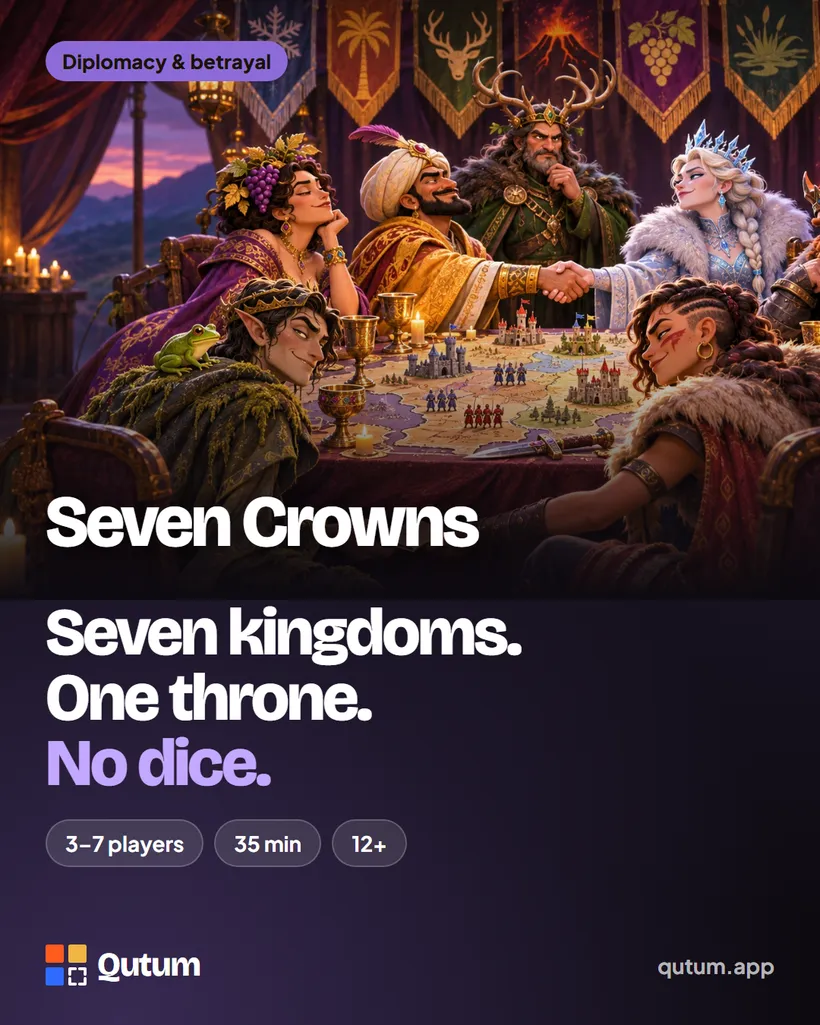 Diplomacy & betrayal
Seven Crowns
Seven kingdoms.
One throne.
No dice.
3–7 players
35 min
12+
Qutum
qutum.app